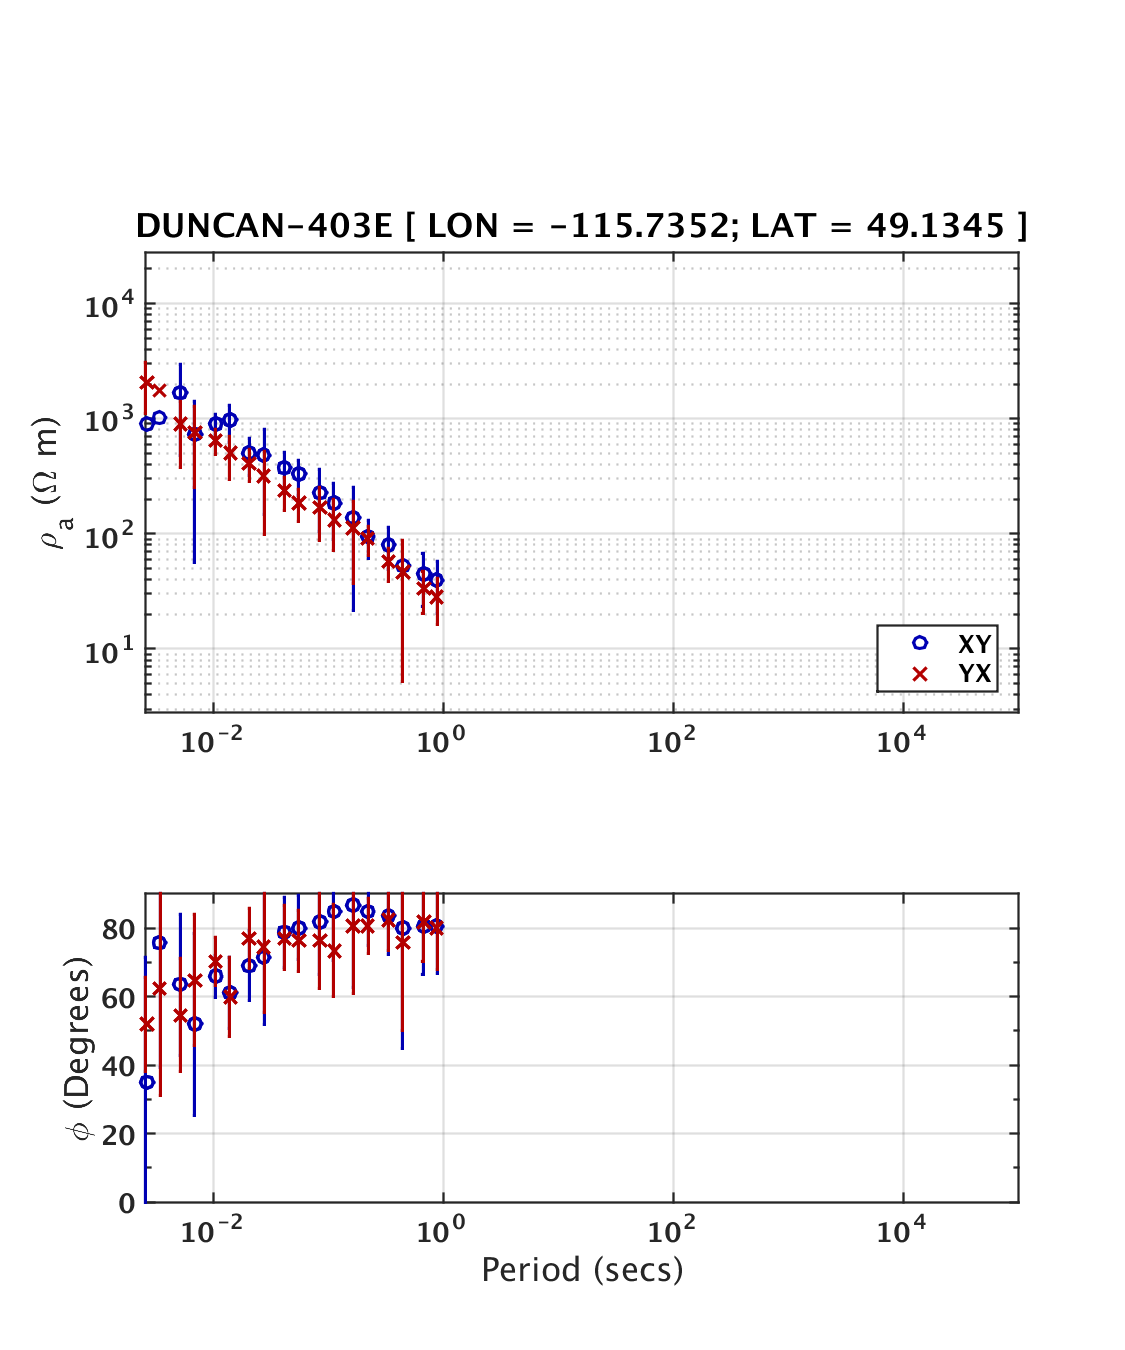 DUNCAN-403E [ LON = -115.7352; LAT = 49.1345 ]
ρa (Ω m)
10^4
10^3
10^2
10^1
XY
YX
10^-2 10^0 10^2 10^4
ϕ (Degrees)
80
60
40
20
0
10^-2 10^0 10^2 10^4
Period (secs)